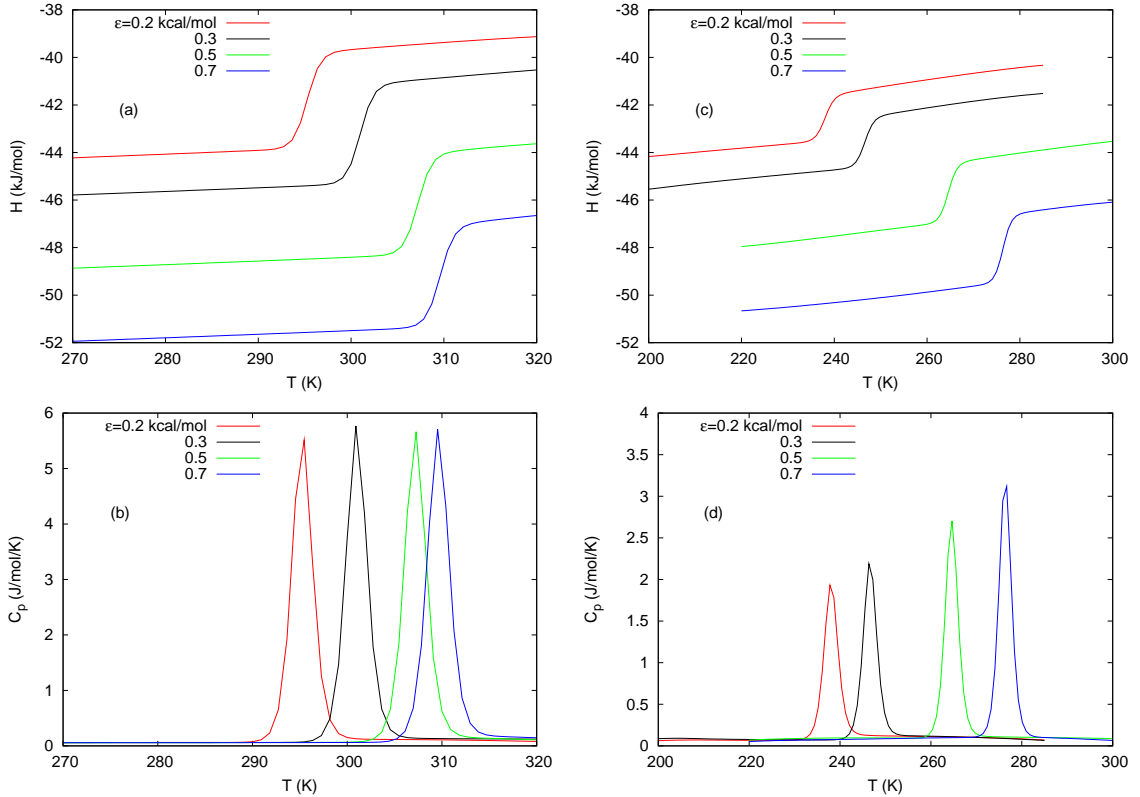 -38
-40
-42
-44
-46
-48
-50
-52
270 280 290 300 310 320
H (kJ/mol)
T (K)
(a)
ε=0.2 kcal/mol
0.3
0.5
0.7
-38
-40
-42
-44
-46
-48
-50
-52
200 220 240 260 280 300
H (kJ/mol)
T (K)
(c)
ε=0.2 kcal/mol
0.3
0.5
0.7
6
5
4
3
2
1
0
270 280 290 300 310 320
Cp (J/mol/K)
T (K)
(b)
ε=0.2 kcal/mol
0.3
0.5
0.7
4
3.5
3
2.5
2
1.5
1
0.5
0
200 220 240 260 280 300
Cp (J/mol/K)
T (K)
(d)
ε=0.2 kcal/mol
0.3
0.5
0.7